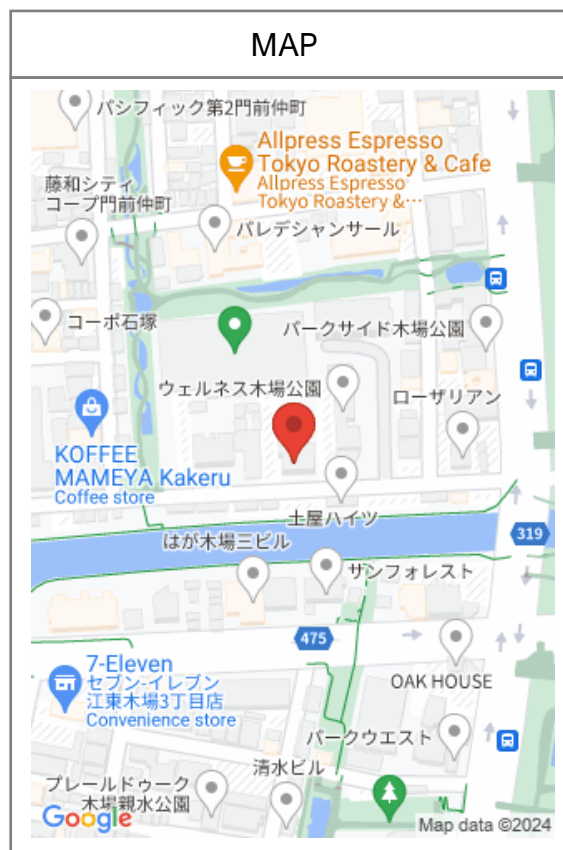 MAP
パシフィック第2門前仲町
Allpress Espresso
Tokyo Roastery & Cafe
Allpress Espresso
Tokyo Roastery &…
藤和シティ
コープ門前仲町
パレデシャンサール
コーポ石塚
パークサイド木場公園
ウェルネス木場公園
ローザリアン
KOFFEE
MAMEYA Kakeru
Coffee store
土屋ハイツ
319
はが木場三ビル
サンフォレスト
475
7-Eleven
セブン-イレブン
江東木場3丁目店
Convenience store
OAK HOUSE
パークウエスト
清水ビル
プレールドゥーク
木場親水公園
Google
Map data ©2024